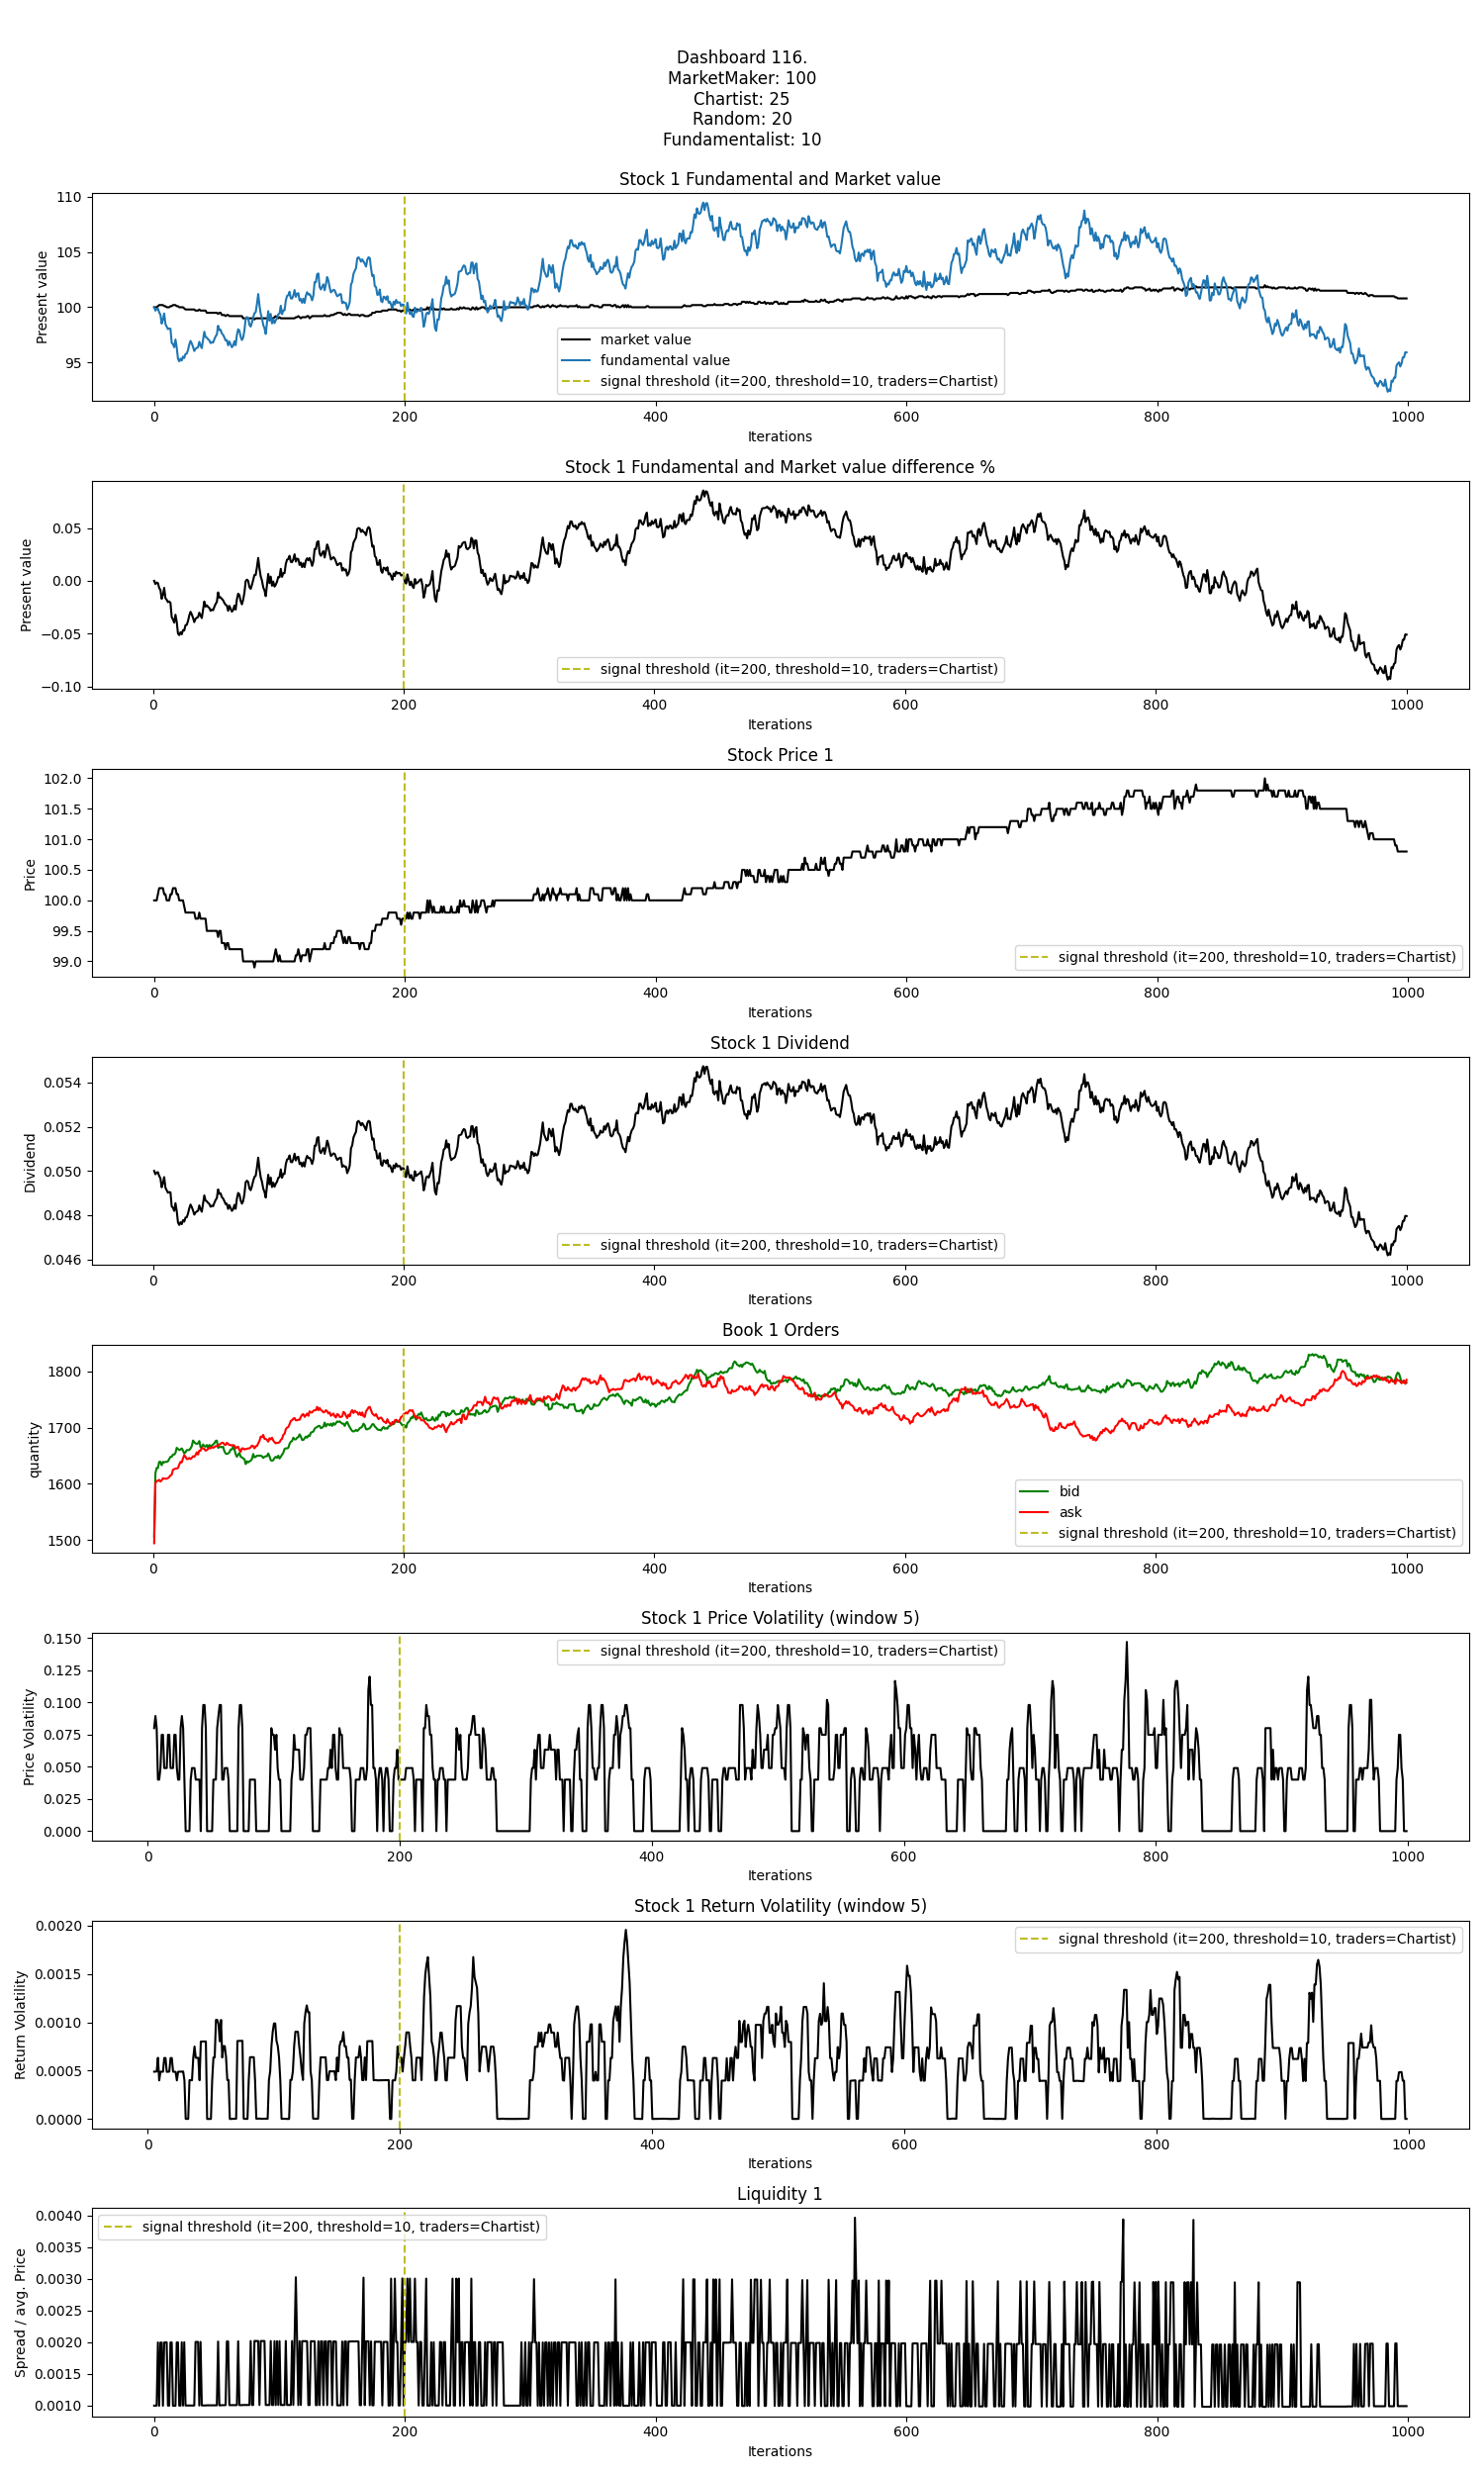 Dashboard 116.
MarketMaker: 100
Chartist: 25
Random: 20
Fundamentalist: 10
Stock 1 Fundamental and Market value
110
105
100
95
Present value
market value
fundamental value
signal threshold (it=200, threshold=10, traders=Chartist)
0 200 400 600 800 1000
Iterations
Stock 1 Fundamental and Market value difference %
0.05
0.00
−0.05
−0.10
Present value
signal threshold (it=200, threshold=10, traders=Chartist)
0 200 400 600 800 1000
Iterations
Stock Price 1
102.0
101.5
101.0
100.5
100.0
99.5
99.0
Price
signal threshold (it=200, threshold=10, traders=Chartist)
0 200 400 600 800 1000
Iterations
Stock 1 Dividend
0.054
0.052
0.050
0.048
0.046
Dividend
signal threshold (it=200, threshold=10, traders=Chartist)
0 200 400 600 800 1000
Iterations
Book 1 Orders
1800
1700
1600
1500
quantity
bid
ask
signal threshold (it=200, threshold=10, traders=Chartist)
0 200 400 600 800 1000
Iterations
Stock 1 Price Volatility (window 5)
0.150
0.125
0.100
0.075
0.050
0.025
0.000
Price Volatility
signal threshold (it=200, threshold=10, traders=Chartist)
0 200 400 600 800 1000
Iterations
Stock 1 Return Volatility (window 5)
0.0020
0.0015
0.0010
0.0005
0.0000
Return Volatility
signal threshold (it=200, threshold=10, traders=Chartist)
0 200 400 600 800 1000
Iterations
Liquidity 1
0.0040
0.0035
0.0030
0.0025
0.0020
0.0015
0.0010
Spread / avg. Price
signal threshold (it=200, threshold=10, traders=Chartist)
0 200 400 600 800 1000
Iterations